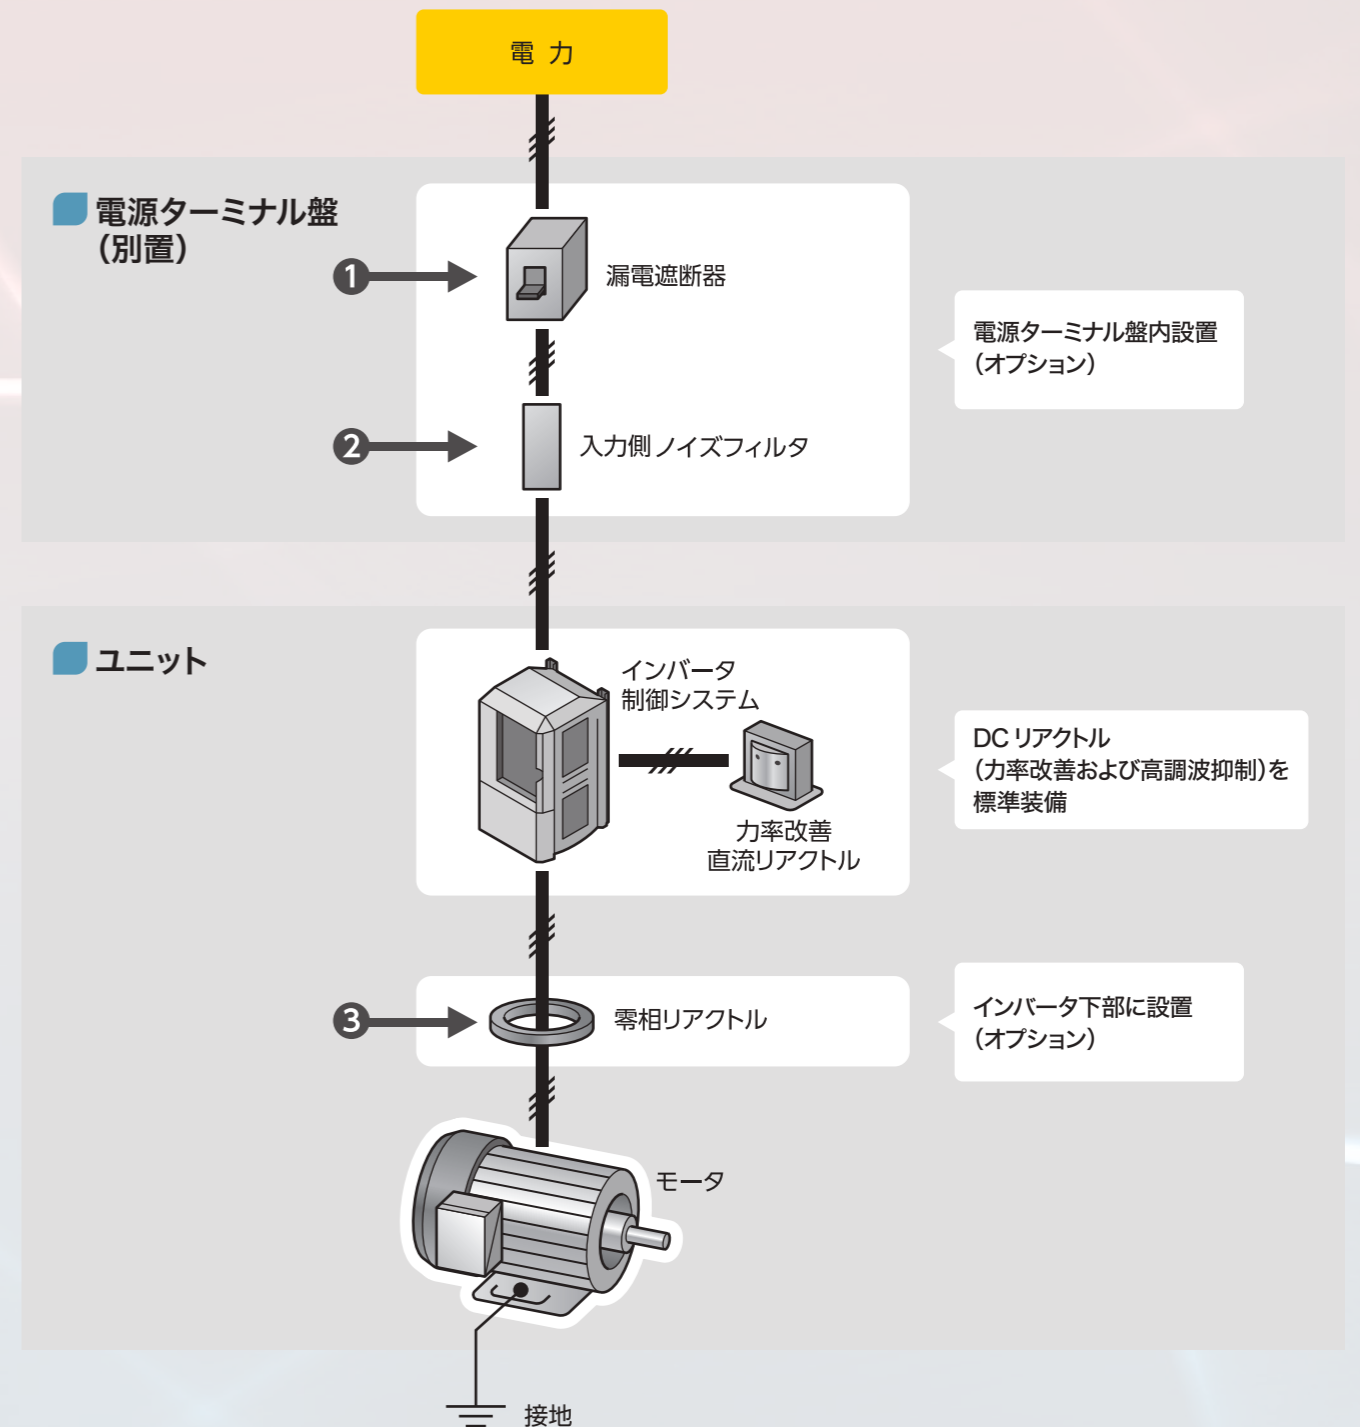 電力
電源ターミナル盤
（別置）
❶
漏電遮断器
電源ターミナル盤内設置
（オプション）
❷
入力側ノイズフィルタ
ユニット
インバータ
制御システム
DCリアクトル
（力率改善および高調波抑制）を
標準装備
力率改善
直流リアクトル
❸
零相リアクトル
インバータ下部に設置
（オプション）
モータ
接地